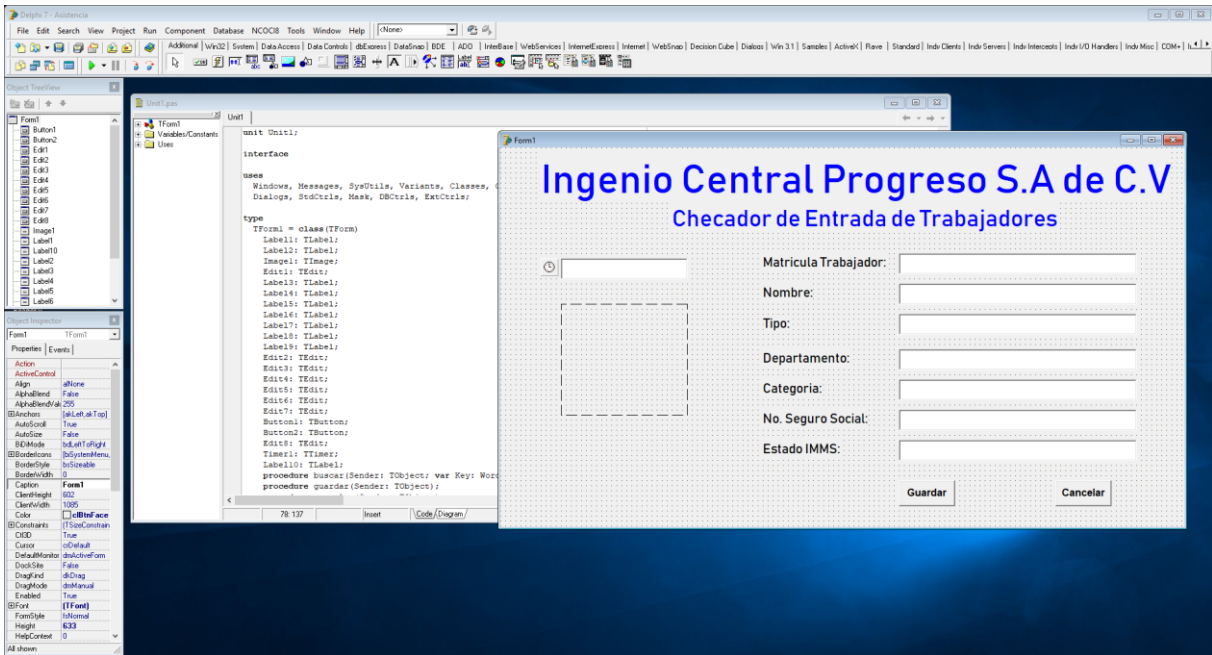 Delphi 7 - Asistencia
File Edit Search View Project Run Component Database NCOCI8 Tools Window Help <None>
Additional Win32 System Data Access Data Controls dbExpress DataSnap BDE ADO InterBase WebServices InternetExpress Internet WebSnap Decision Cube Dialogs Win 3.1 Samples ActiveX Rave Standard Indy Clients Indy Servers Indy Intercepts Indy I/O Handlers Indy Misc COM+
Object TreeView
Form1
Button1
Button2
Edit1
Edit2
Edit3
Edit4
Edit5
Edit6
Edit7
Edit8
Image1
Label1
Label10
Label2
Label3
Label4
Label5
Label6
Object Inspector
Form1 TForm1
Properties Events
Action
ActiveControl
Align alNone
AlphaBlend False
AlphaBlendVal 255
Anchors [akLeft,akTop]
AutoScroll True
AutoSize False
BiDiMode bdLeftToRight
BorderIcons [biSystemMenu,
BorderStyle bsSizeable
BorderWidth 0
Caption Form1
ClientHeight 602
ClientWidth 1085
Color clBtnFace
Constraints (TSizeConstrain
Ctl3D True
Cursor crDefault
DefaultMonitor dmActiveForm
DockSite False
DragKind dkDrag
DragMode dmManual
Enabled True
Font (TFont)
FormStyle fsNormal
Height 633
HelpContext 0
All shown
Unit1.pas
TForm1
Variables/Constants
Uses
Unit1
unit Unit1;
interface
uses
Windows, Messages, SysUtils, Variants, Classes,
Dialogs, StdCtrls, Mask, DBCtrls, ExtCtrls;
type
TForm1 = class(TForm)
Label1: TLabel;
Label2: TLabel;
Image1: TImage;
Edit1: TEdit;
Label3: TLabel;
Label4: TLabel;
Label5: TLabel;
Label6: TLabel;
Label7: TLabel;
Label8: TLabel;
Label9: TLabel;
Edit2: TEdit;
Edit3: TEdit;
Edit4: TEdit;
Edit5: TEdit;
Edit6: TEdit;
Edit7: TEdit;
Button1: TButton;
Button2: TButton;
Edit8: TEdit;
Timer1: TTimer;
Label10: TLabel;
procedure buscar(Sender: TObject; var Key: Word
procedure guardar(Sender: TObject);
78: 137 Insert Code Diagram
Form1
Ingenio Central Progreso S.A de C.V
Checador de Entrada de Trabajadores
Matricula Trabajador:
Nombre:
Tipo:
Departamento:
Categoria:
No. Seguro Social:
Estado IMMS:
Guardar Cancelar